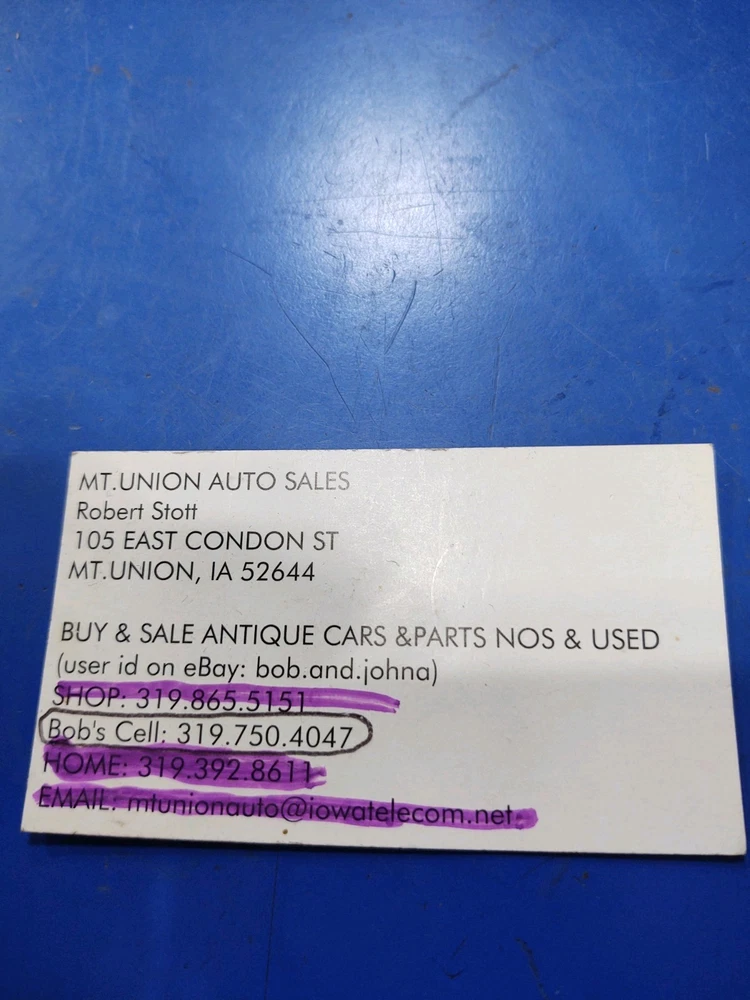 MT.UNION AUTO SALES
Robert Stott
105 EAST CONDON ST
MT.UNION, IA 52644
BUY & SALE ANTIQUE CARS &PARTS NOS & USED
(user id on eBay: bob.and.johna)
SHOP: 319.865.5151
Bob's Cell: 319.750.4047
HOME: 319.392.8611
EMAIL: mtunionauto@iowatelecom.net